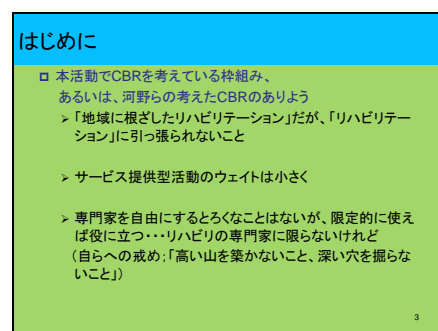 はじめに
本活動でCBRを考えている枠組み、
あるいは、河野らの考えたCBRのありよう
➢「地域に根ざしたリハビリテーション」だが、「リハビリテー
ション」に引っ張られないこと
➢サービス提供型活動のウェイトは小さく
➢専門家を自由にするとろくなことはないが、限定的に使え
ば役に立つ・・・リハビリの専門家に限らないけれど
（自らへの戒め；「高い山を築かないこと、深い穴を掘らな
いこと」）
3